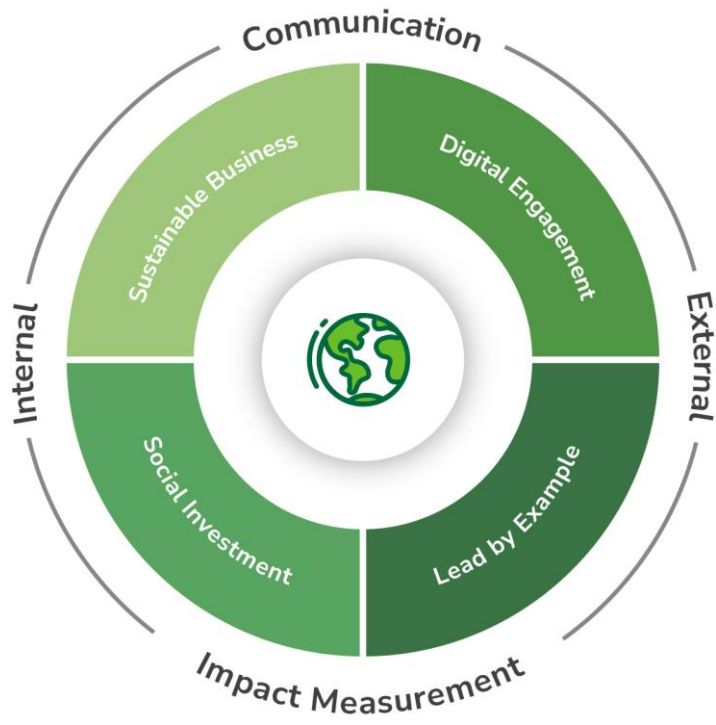 Communication
Sustainable Business
Digital Engagement
Internal
External
Social Investment
Lead by Example
Impact Measurement